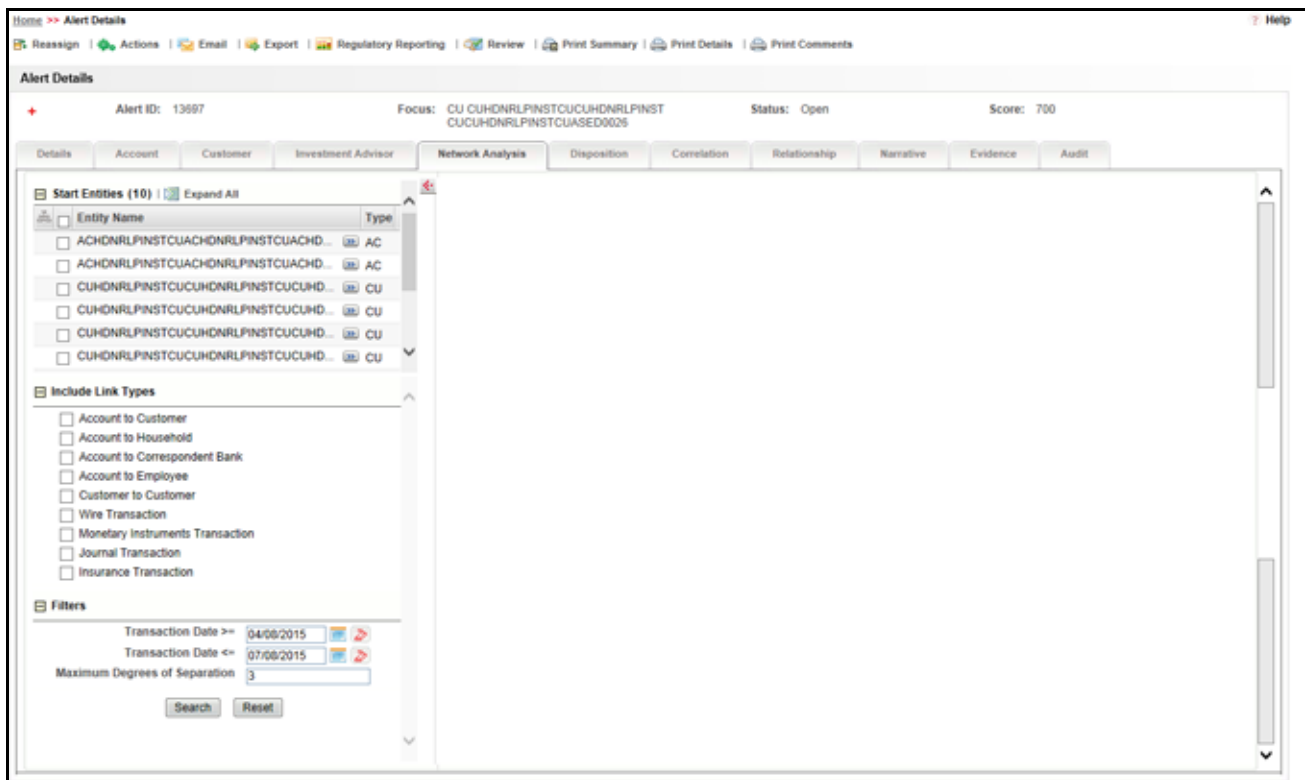 Home >> Alert Details
? Help
Reassign | Actions | Email | Export | Regulatory Reporting | Review | Print Summary | Print Details | Print Comments
Alert Details
+ Alert ID: 13697 Focus: CU CUHDNRLPINSTCUCUHDNRLPINST Status: Open Score: 700
CUCUHDNRLPINSTCUASED0026
Details Account Customer Investment Advisor Network Analysis Disposition Correlation Relationship Narrative Evidence Audit
Start Entities (10) | Expand All
Entity Name Type
ACHDNRLPINSTCUACHDNRLPINSTCUACHD... AC
ACHDNRLPINSTCUACHDNRLPINSTCUACHD... AC
CUHDNRLPINSTCUCUHDNRLPINSTCUCUHD... CU
CUHDNRLPINSTCUCUHDNRLPINSTCUCUHD... CU
CUHDNRLPINSTCUCUHDNRLPINSTCUCUHD... CU
CUHDNRLPINSTCUCUHDNRLPINSTCUCUHD... CU
Include Link Types
Account to Customer
Account to Household
Account to Correspondent Bank
Account to Employee
Customer to Customer
Wire Transaction
Monetary Instruments Transaction
Journal Transaction
Insurance Transaction
Filters
Transaction Date >= 04/08/2015
Transaction Date <= 07/08/2015
Maximum Degrees of Separation 3
Search Reset